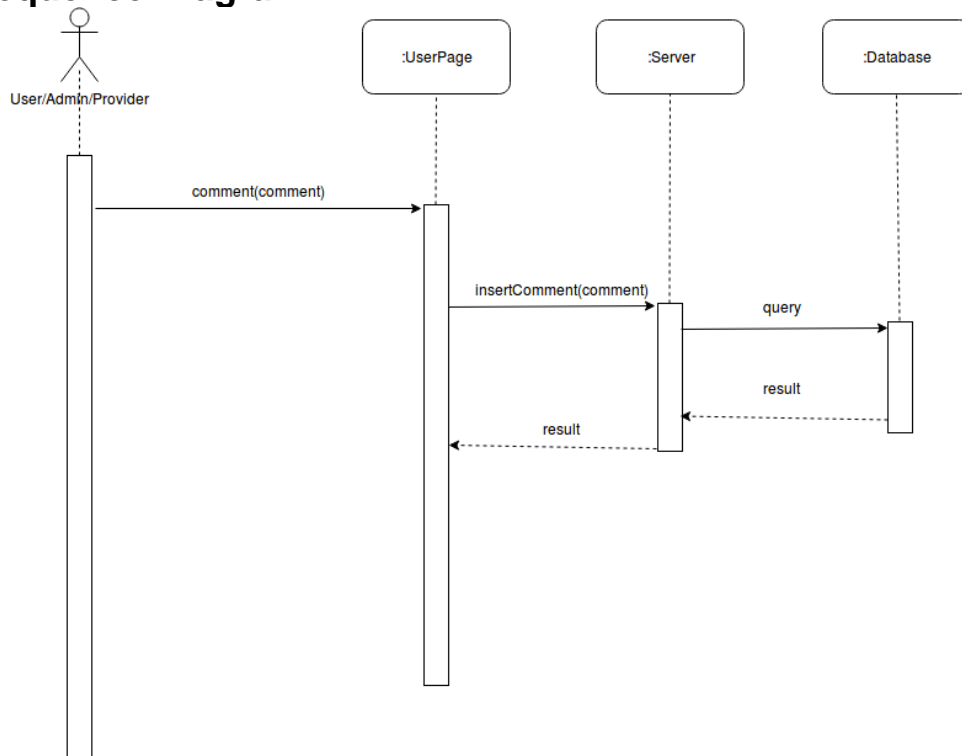 :UserPage
:Server
:Database
User/Admin/Provider
comment(comment)
insertComment(comment)
query
result
result